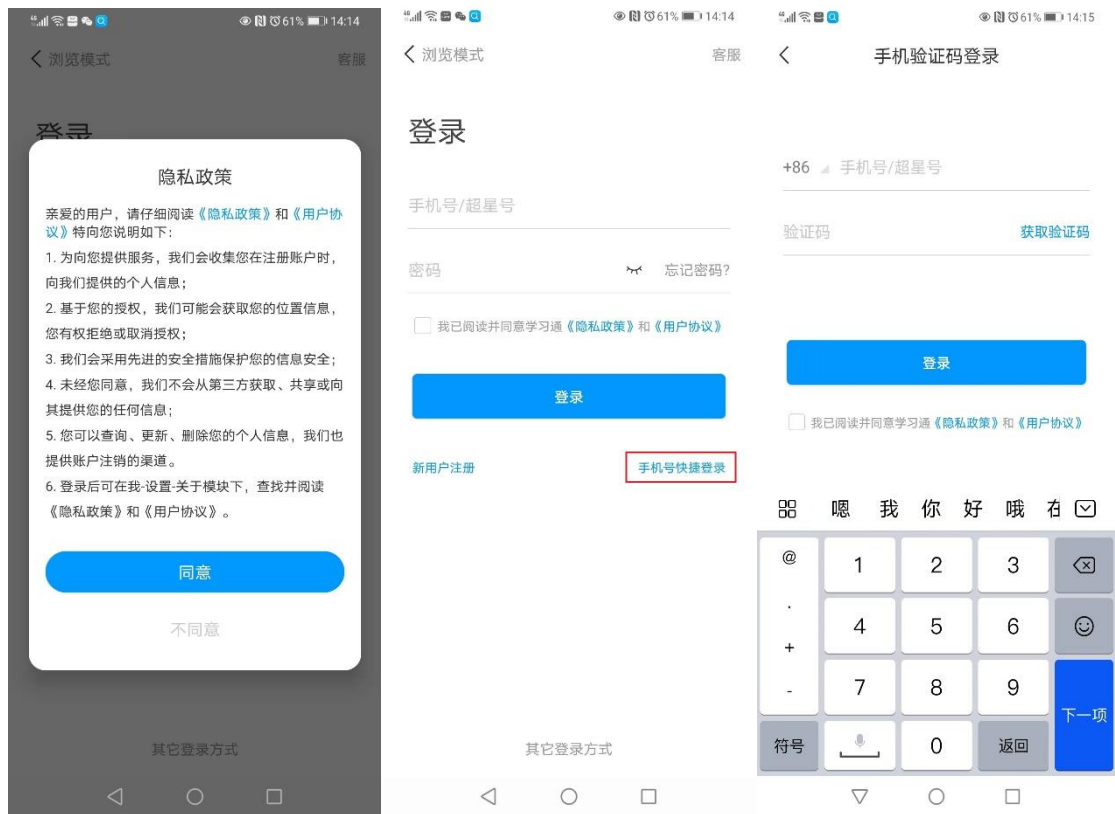 61% 14:14
浏览模式 客服
登录
隐私政策
亲爱的用户，请仔细阅读《隐私政策》和《用户协
议》特向您说明如下：
1. 为向您提供服务，我们会收集您在注册账户时，
向我们提供的个人信息；
2. 基于您的授权，我们可能会获取您的位置信息，
您有权拒绝或取消授权；
3. 我们会采用先进的安全措施保护您的信息安全；
4. 未经您同意，我们不会从第三方获取、共享或向
其提供您的任何信息；
5. 您可以查询、更新、删除您的个人信息，我们也
提供账户注销的渠道。
6. 登录后可在我-设置-关于模块下，查找并阅读
《隐私政策》和《用户协议》。
同意
不同意
其它登录方式
61% 14:14
浏览模式 客服
登录
手机号/超星号
密码 忘记密码?
我已阅读并同意学习通《隐私政策》和《用户协议》
登录
新用户注册 手机号快捷登录
其它登录方式
61% 14:15
手机验证码登录
+86 手机号/超星号
验证码 获取验证码
登录
我已阅读并同意学习通《隐私政策》和《用户协议》
嗯 我 你 好 哦 在
@ 1 2 3
. 4 5 6
+
- 7 8 9
下一项
符号 0 返回